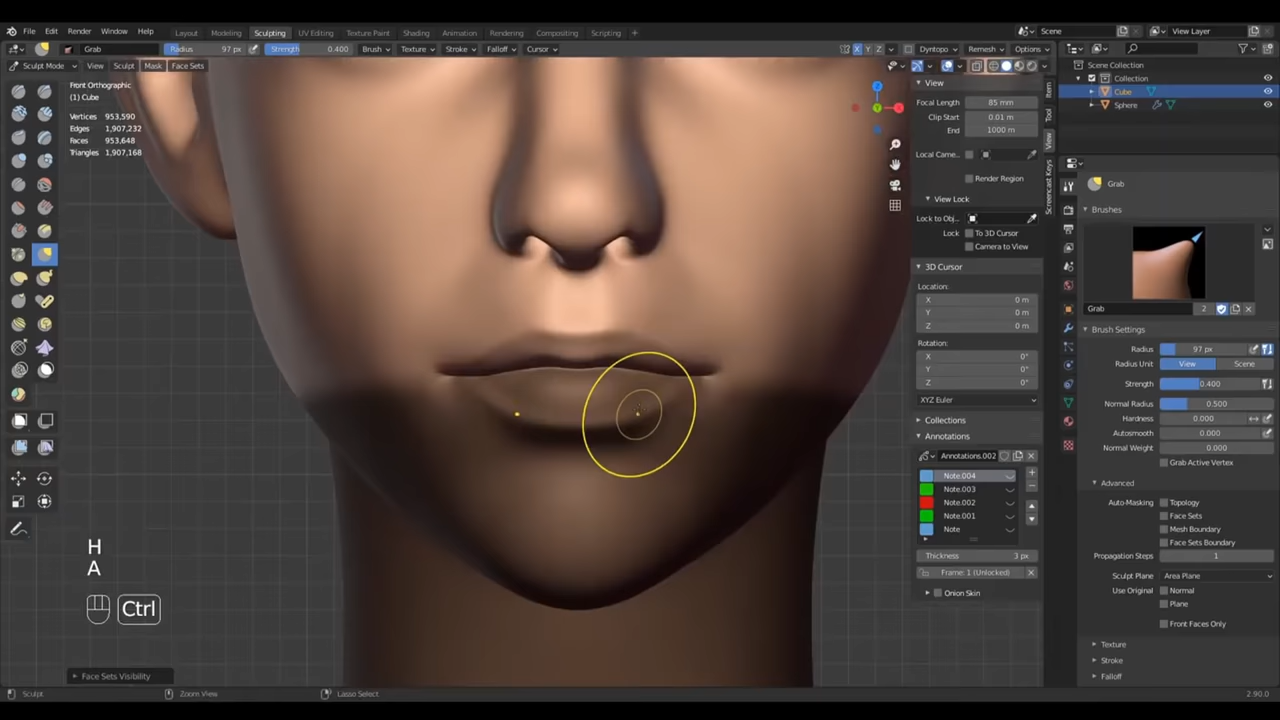 File Edit Render Window Help Layout Modeling Sculpting UV Editing Texture Paint Shading Animation Rendering Compositing Scripting + Scene View Layer
Grab Radius 97 px Strength 0.400 Brush Texture Stroke Falloff Cursor X Y Z Dyntopo Remesh Options
Sculpt Mode View Sculpt Mask Face Sets
Front Orthographic
(1) Cube
Vertices 953,590
Edges 1,907,232
Faces 953,648
Triangles 1,907,168
H
A
Ctrl
Face Sets Visibility
Z
View
Focal Length 85 mm
Clip Start 0.01 m
End 1000 m
Local Came..
Render Region
View Lock
Lock to Obj..
Lock To 3D Cursor
Camera to View
3D Cursor
Location:
X 0 m
Y 0 m
Z 0 m
Rotation:
X 0°
Y 0°
Z 0°
XYZ Euler
Collections
Annotations
Annotations.002
Note.004
Note.003
Note.002
Note.001
Note
Thickness 3 px
Frame: 1 (Unlocked)
Onion Skin
Item
Tool
View
Screencast Keys
Scene Collection
Collection
Cube
Sphere
Grab
Brushes
Grab 2
Brush Settings
Radius 97 px
Radius Unit View Scene
Strength 0.400
Normal Radius 0.500
Hardness 0.000
Autosmooth 0.000
Normal Weight 0.000
Grab Active Vertex
Advanced
Auto-Masking Topology
Face Sets
Mesh Boundary
Face Sets Boundary
Propagation Steps 1
Sculpt Plane Area Plane
Use Original Normal
Plane
Front Faces Only
Texture
Stroke
Falloff
Sculpt Zoom View Lasso Select 2.90.0